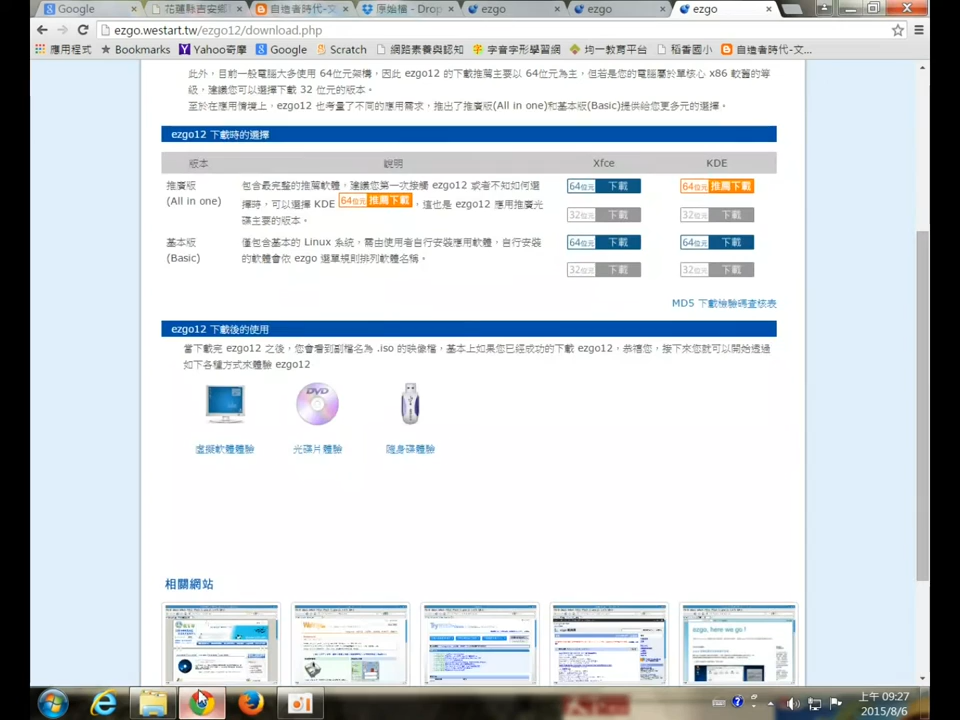 Google
花蓮縣吉安鄉
自造者時代-文
原始檔 - Drop
ezgo
ezgo
ezgo
ezgo.westart.tw/ezgo12/download.php
應用程式
Bookmarks
Yahoo奇摩
Google
Scratch
網路素養與認知
字音字形學習網
均一教育平台
稻香國小
自造者時代-文...
此外，目前一般電腦大多使用 64位元架構，因此 ezgo12 的下載推薦主要以 64位元為主，但若是您的電腦屬於單核心 x86 較舊的等
級，建議您可以選擇下載 32 位元的版本。
至於在應用情境上，ezgo12 也考量了不同的應用需求，推出了推廣版(All in one)和基本版(Basic)提供給您更多元的選擇。
ezgo12 下載時的選擇
版本
說明
Xfce
KDE
推廣版
(All in one)
包含最完整的推薦軟體，建議您第一次接觸 ezgo12 或者不知如何選
擇時，可以選擇 KDE 64位元 推薦下載，這也是 ezgo12 應用推廣光
碟主要的版本。
64位元 下載
64位元 推薦下載
32位元 下載
32位元 下載
基本版
(Basic)
僅包含基本的 Linux 系統，需由使用者自行安裝應用軟體，自行安裝
的軟體會依 ezgo 選單規則排列軟體名稱。
64位元 下載
64位元 下載
32位元 下載
32位元 下載
MD5 下載檢驗碼查核表
ezgo12 下載後的使用
當下載完 ezgo12 之後，您會看到副檔名為 .iso 的映像檔，基本上如果您已經成功的下載 ezgo12，恭禧您，接下來您就可以開始透過
如下各種方式來體驗 ezgo12
DVD
虛擬軟體體驗
光碟片體驗
隨身碟體驗
相關網站
ezgo, here we go !
上午 09:27
2015/8/6